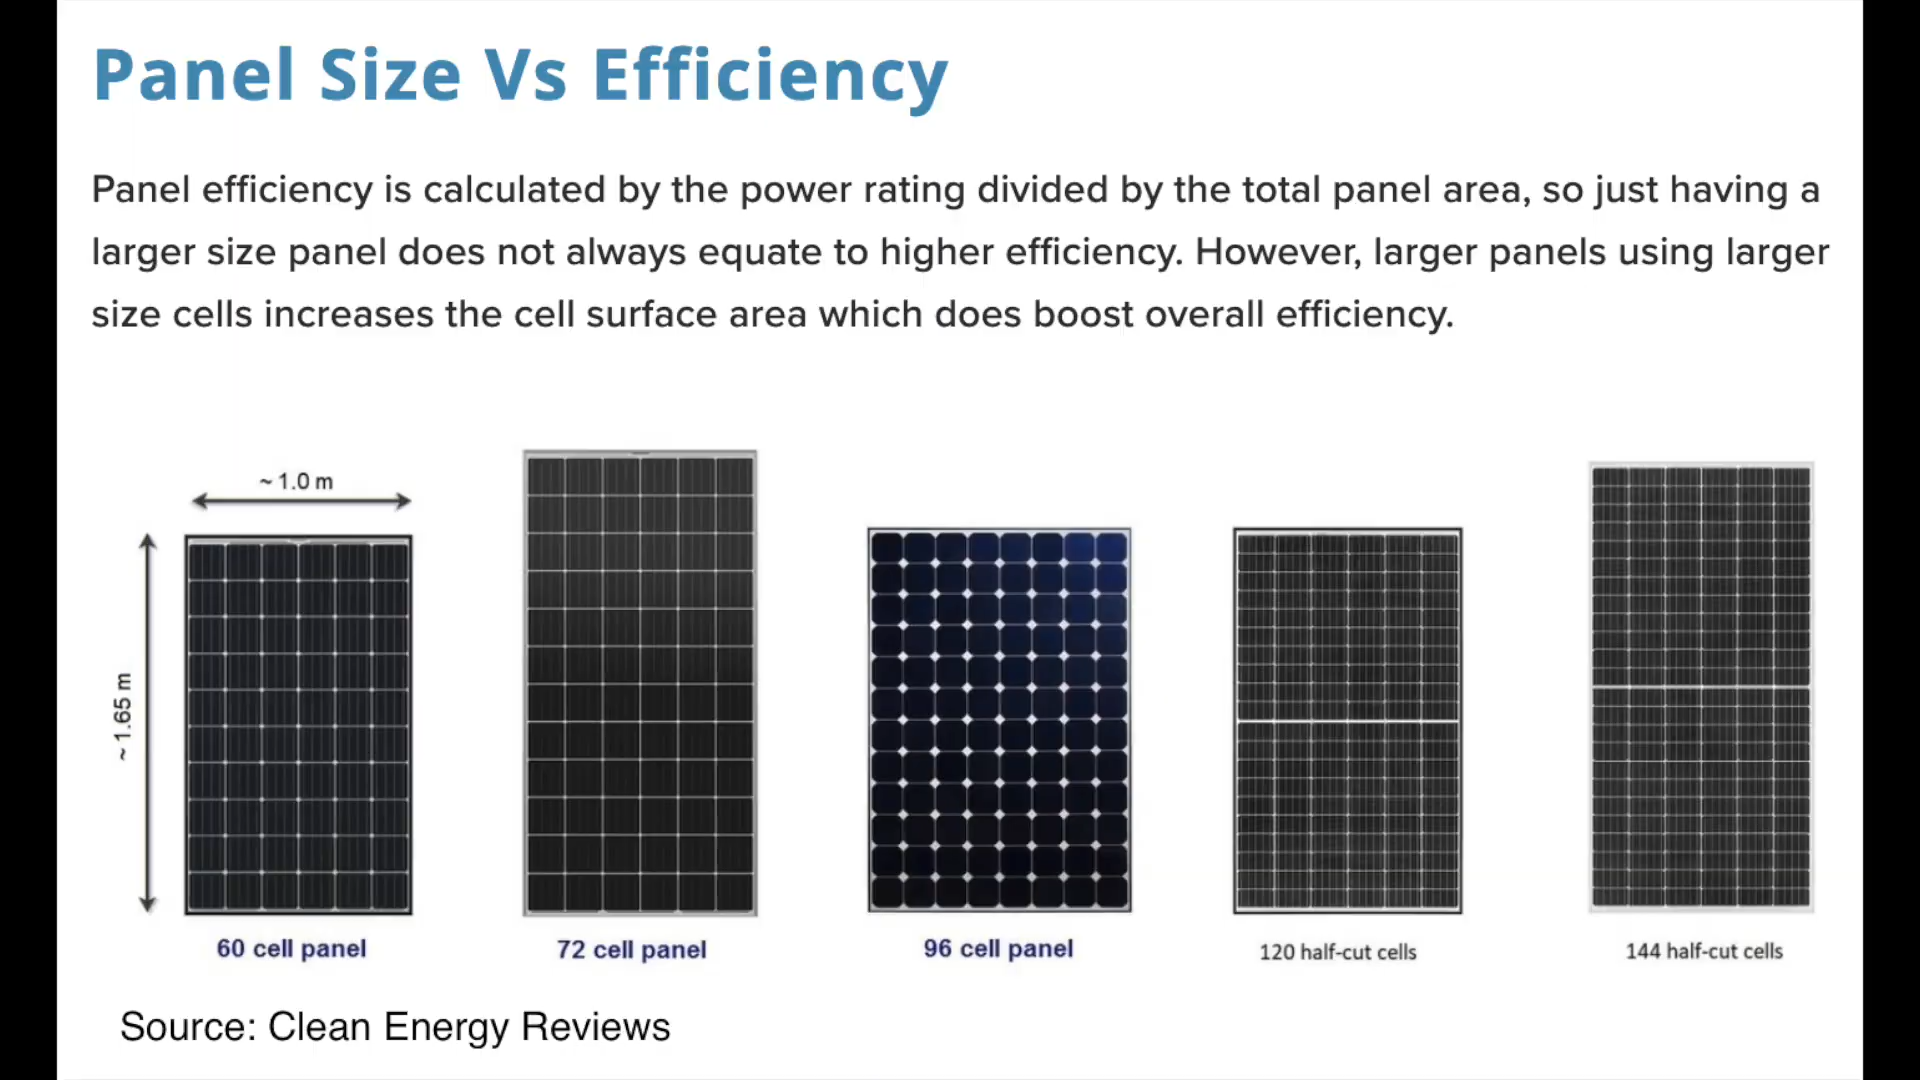 Panel Size Vs Efficiency
Panel efficiency is calculated by the power rating divided by the total panel area, so just having a
larger size panel does not always equate to higher efficiency. However, larger panels using larger
size cells increases the cell surface area which does boost overall efficiency.
~ 1.0 m
~ 1.65 m
60 cell panel
72 cell panel
96 cell panel
120 half-cut cells
144 half-cut cells
Source: Clean Energy Reviews